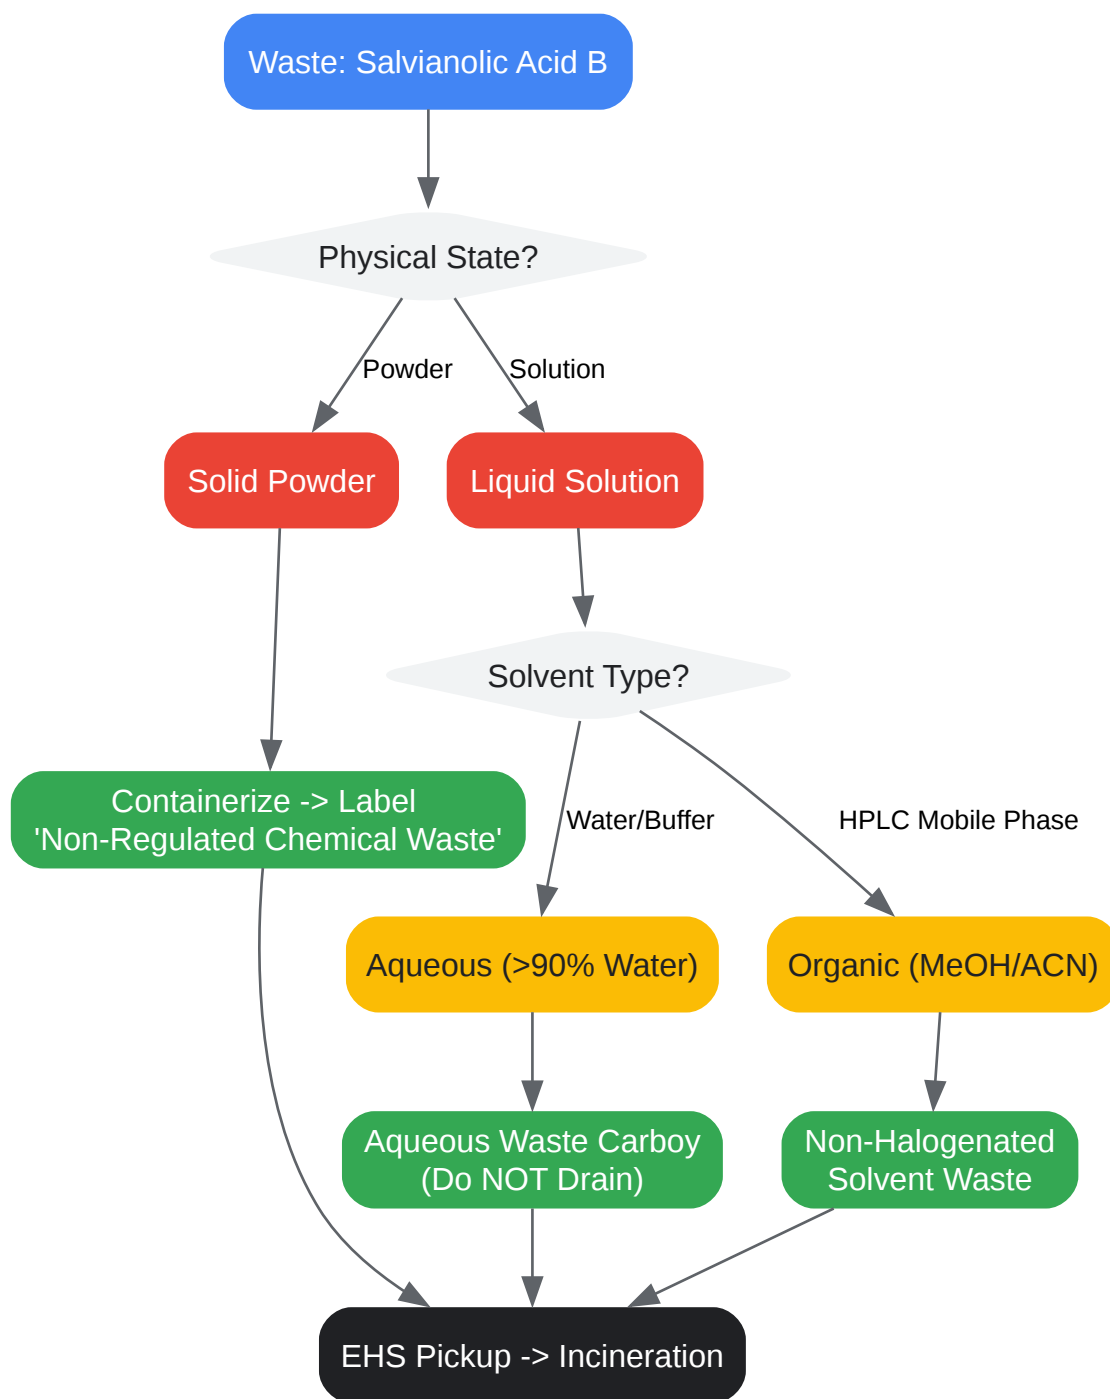 Waste: Salvianolic Acid B
Physical State?
Powder
Solution
Solid Powder
Liquid Solution
Solvent Type?
Containerize -> Label
'Non-Regulated Chemical Waste'
Water/Buffer
HPLC Mobile Phase
Aqueous (>90% Water)
Organic (MeOH/ACN)
Aqueous Waste Carboy
(Do NOT Drain)
Non-Halogenated
Solvent Waste
EHS Pickup -> Incineration